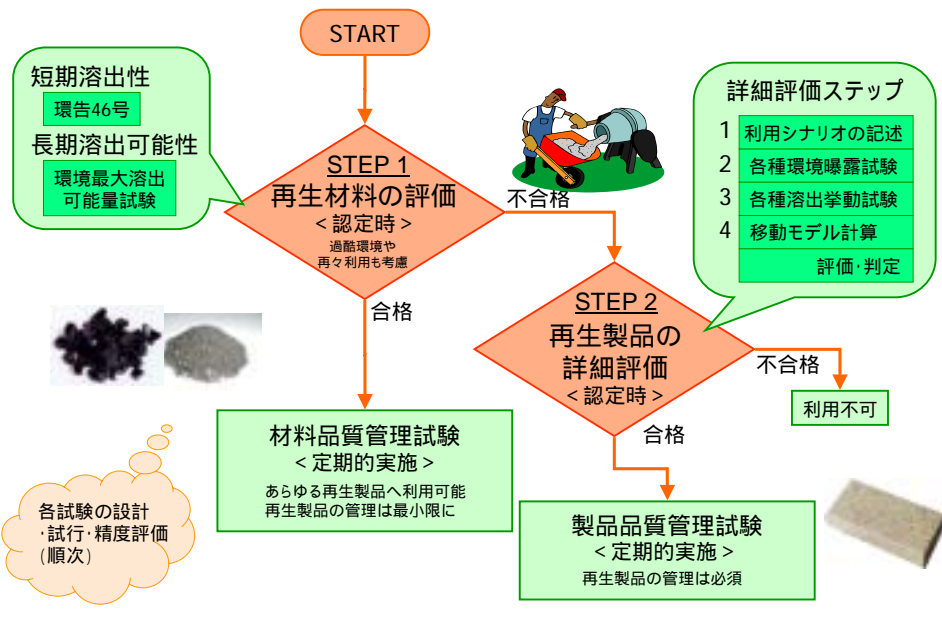 START
短期溶出性
環告46号
長期溶出可能性
環境最大溶出
可能量試験
STEP 1
再生材料の評価
＜認定時＞
過酷環境や
再々利用も考慮
不合格
合格
詳細評価ステップ
1 利用シナリオの記述
2 各種環境曝露試験
3 各種溶出挙動試験
4 移動モデル計算
評価･判定
STEP 2
再生製品の
詳細評価
＜認定時＞
不合格
利用不可
合格
材料品質管理試験
＜定期的実施＞
あらゆる再生製品へ利用可能
再生製品の管理は最小限に
各試験の設計
･試行･精度評価
(順次)
製品品質管理試験
＜定期的実施＞
再生製品の管理は必須